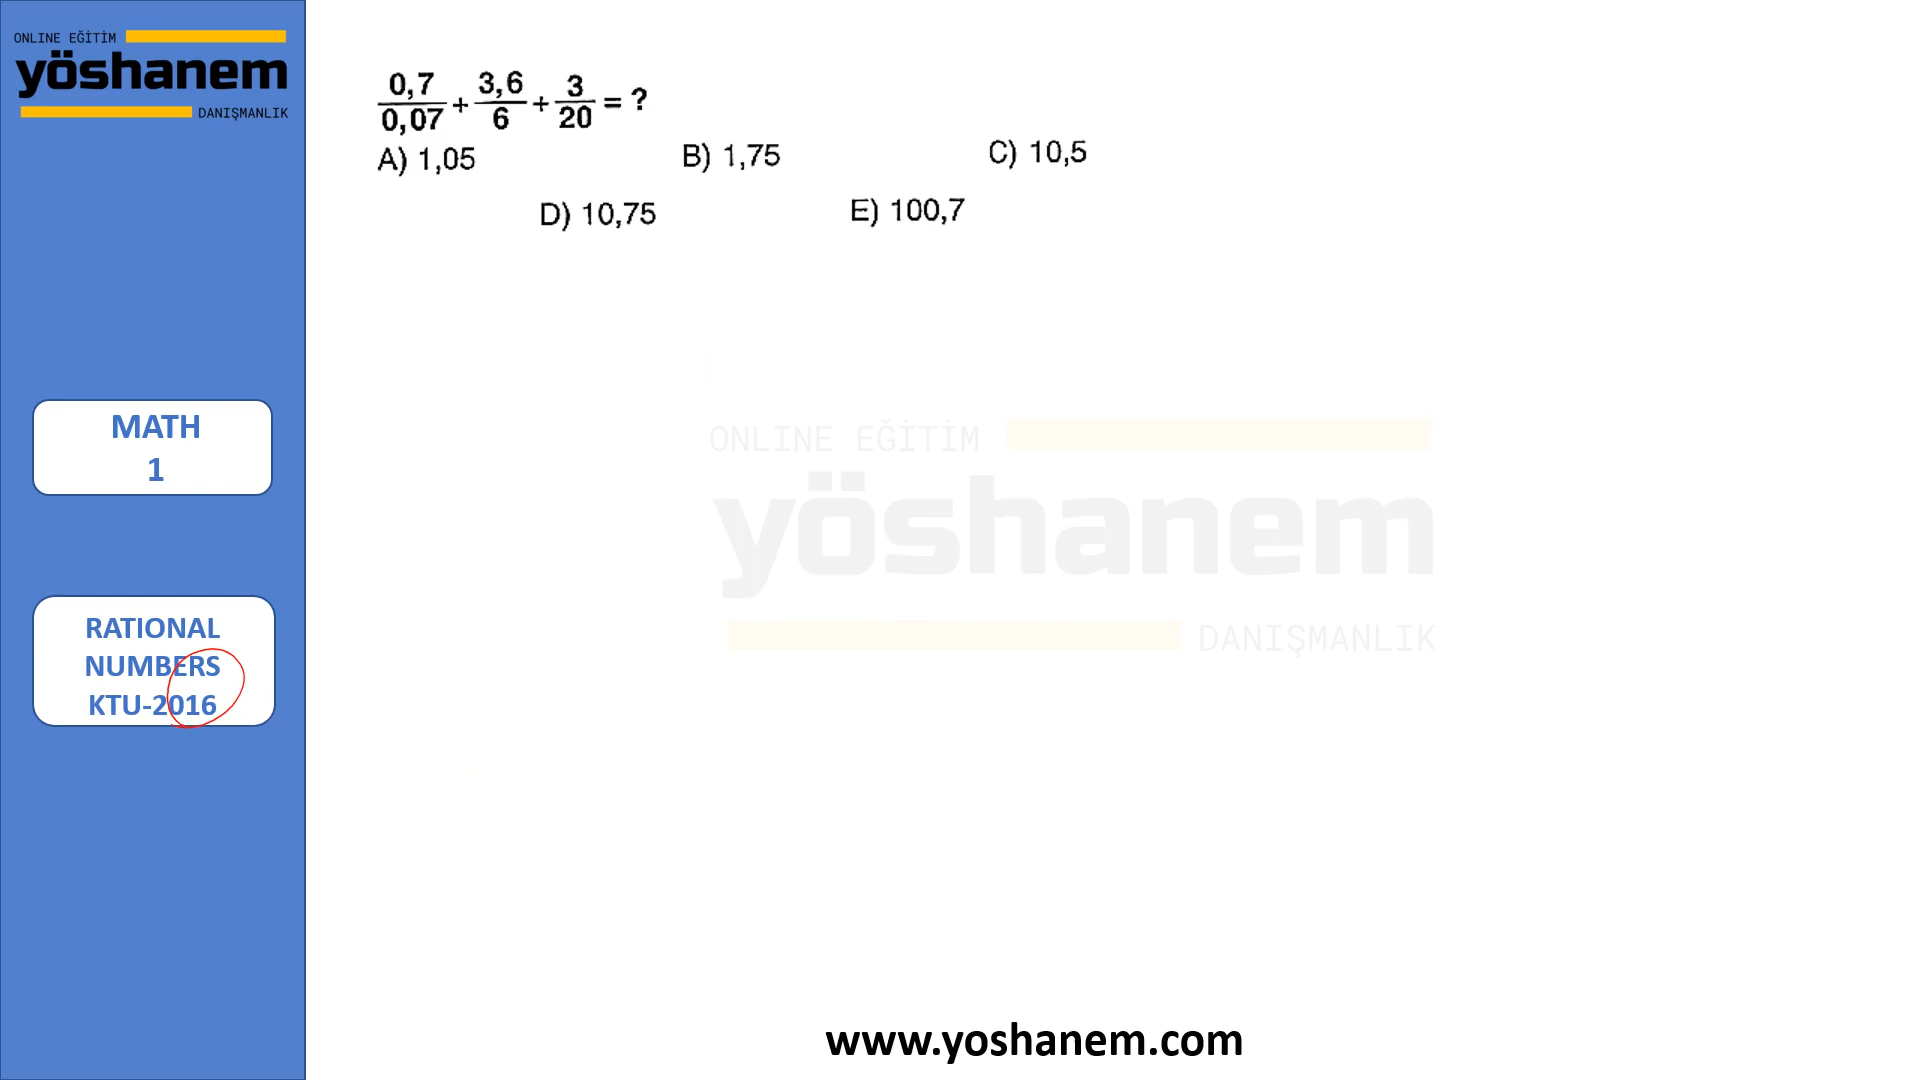 ONLINE EĞİTİM
yöshanem
DANIŞMANLIK
MATH
1
RATIONAL
NUMBERS
KTU-2016
0,7/0,07 + 3,6/6 + 3/20 = ?
A) 1,05 B) 1,75 C) 10,5
D) 10,75 E) 100,7
ONLINE EĞİTİM
yöshanem
DANIŞMANLIK
www.yoshanem.com